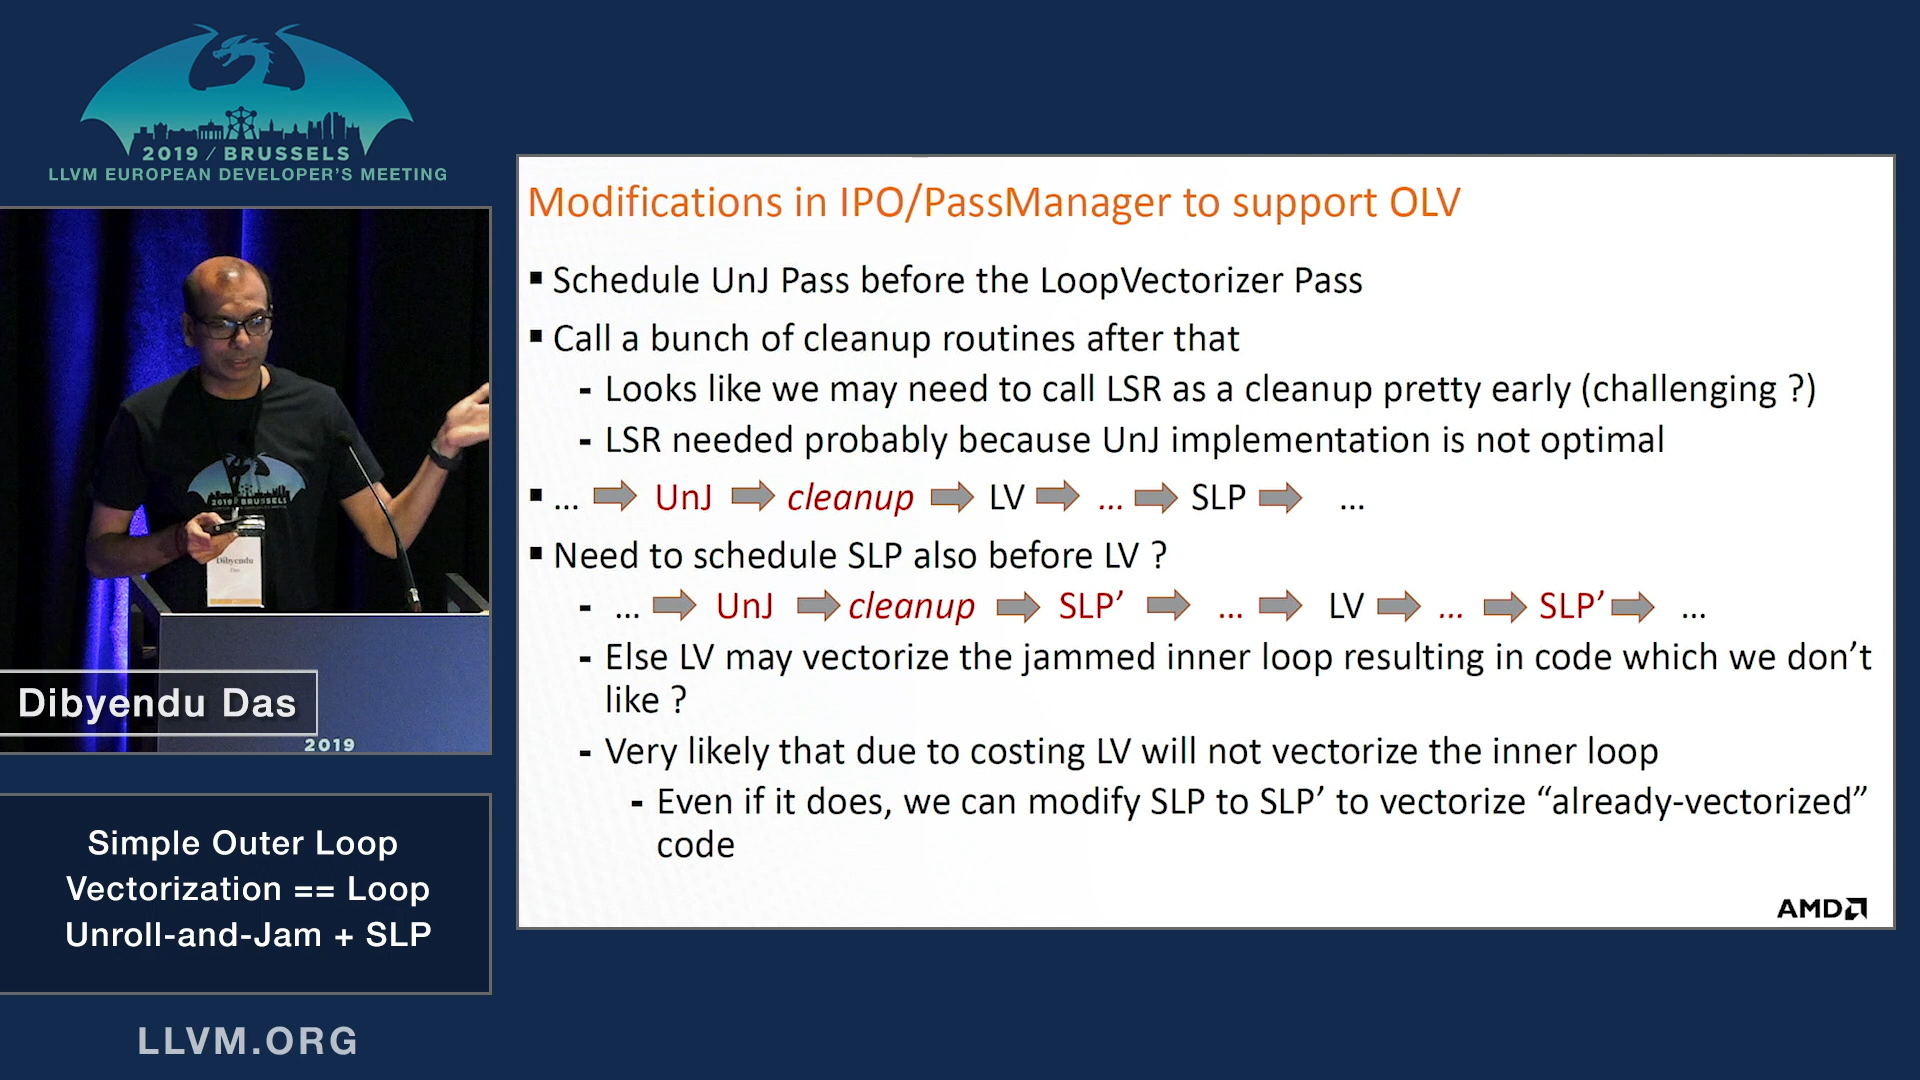 2019 / BRUSSELS
LLVM EUROPEAN DEVELOPER'S MEETING
2019 BRUSSELS
Dibyendu
2019
Dibyendu Das
Simple Outer Loop
Vectorization == Loop
Unroll-and-Jam + SLP
LLVM.ORG
Modifications in IPO/PassManager to support OLV
▪ Schedule UnJ Pass before the LoopVectorizer Pass
▪ Call a bunch of cleanup routines after that
- Looks like we may need to call LSR as a cleanup pretty early (challenging ?)
- LSR needed probably because UnJ implementation is not optimal
▪ ... UnJ cleanup LV ... SLP ...
▪ Need to schedule SLP also before LV ?
- ... UnJ cleanup SLP’ ... LV ... SLP’ ...
- Else LV may vectorize the jammed inner loop resulting in code which we don’t
like ?
- Very likely that due to costing LV will not vectorize the inner loop
- Even if it does, we can modify SLP to SLP’ to vectorize “already-vectorized”
code
AMD